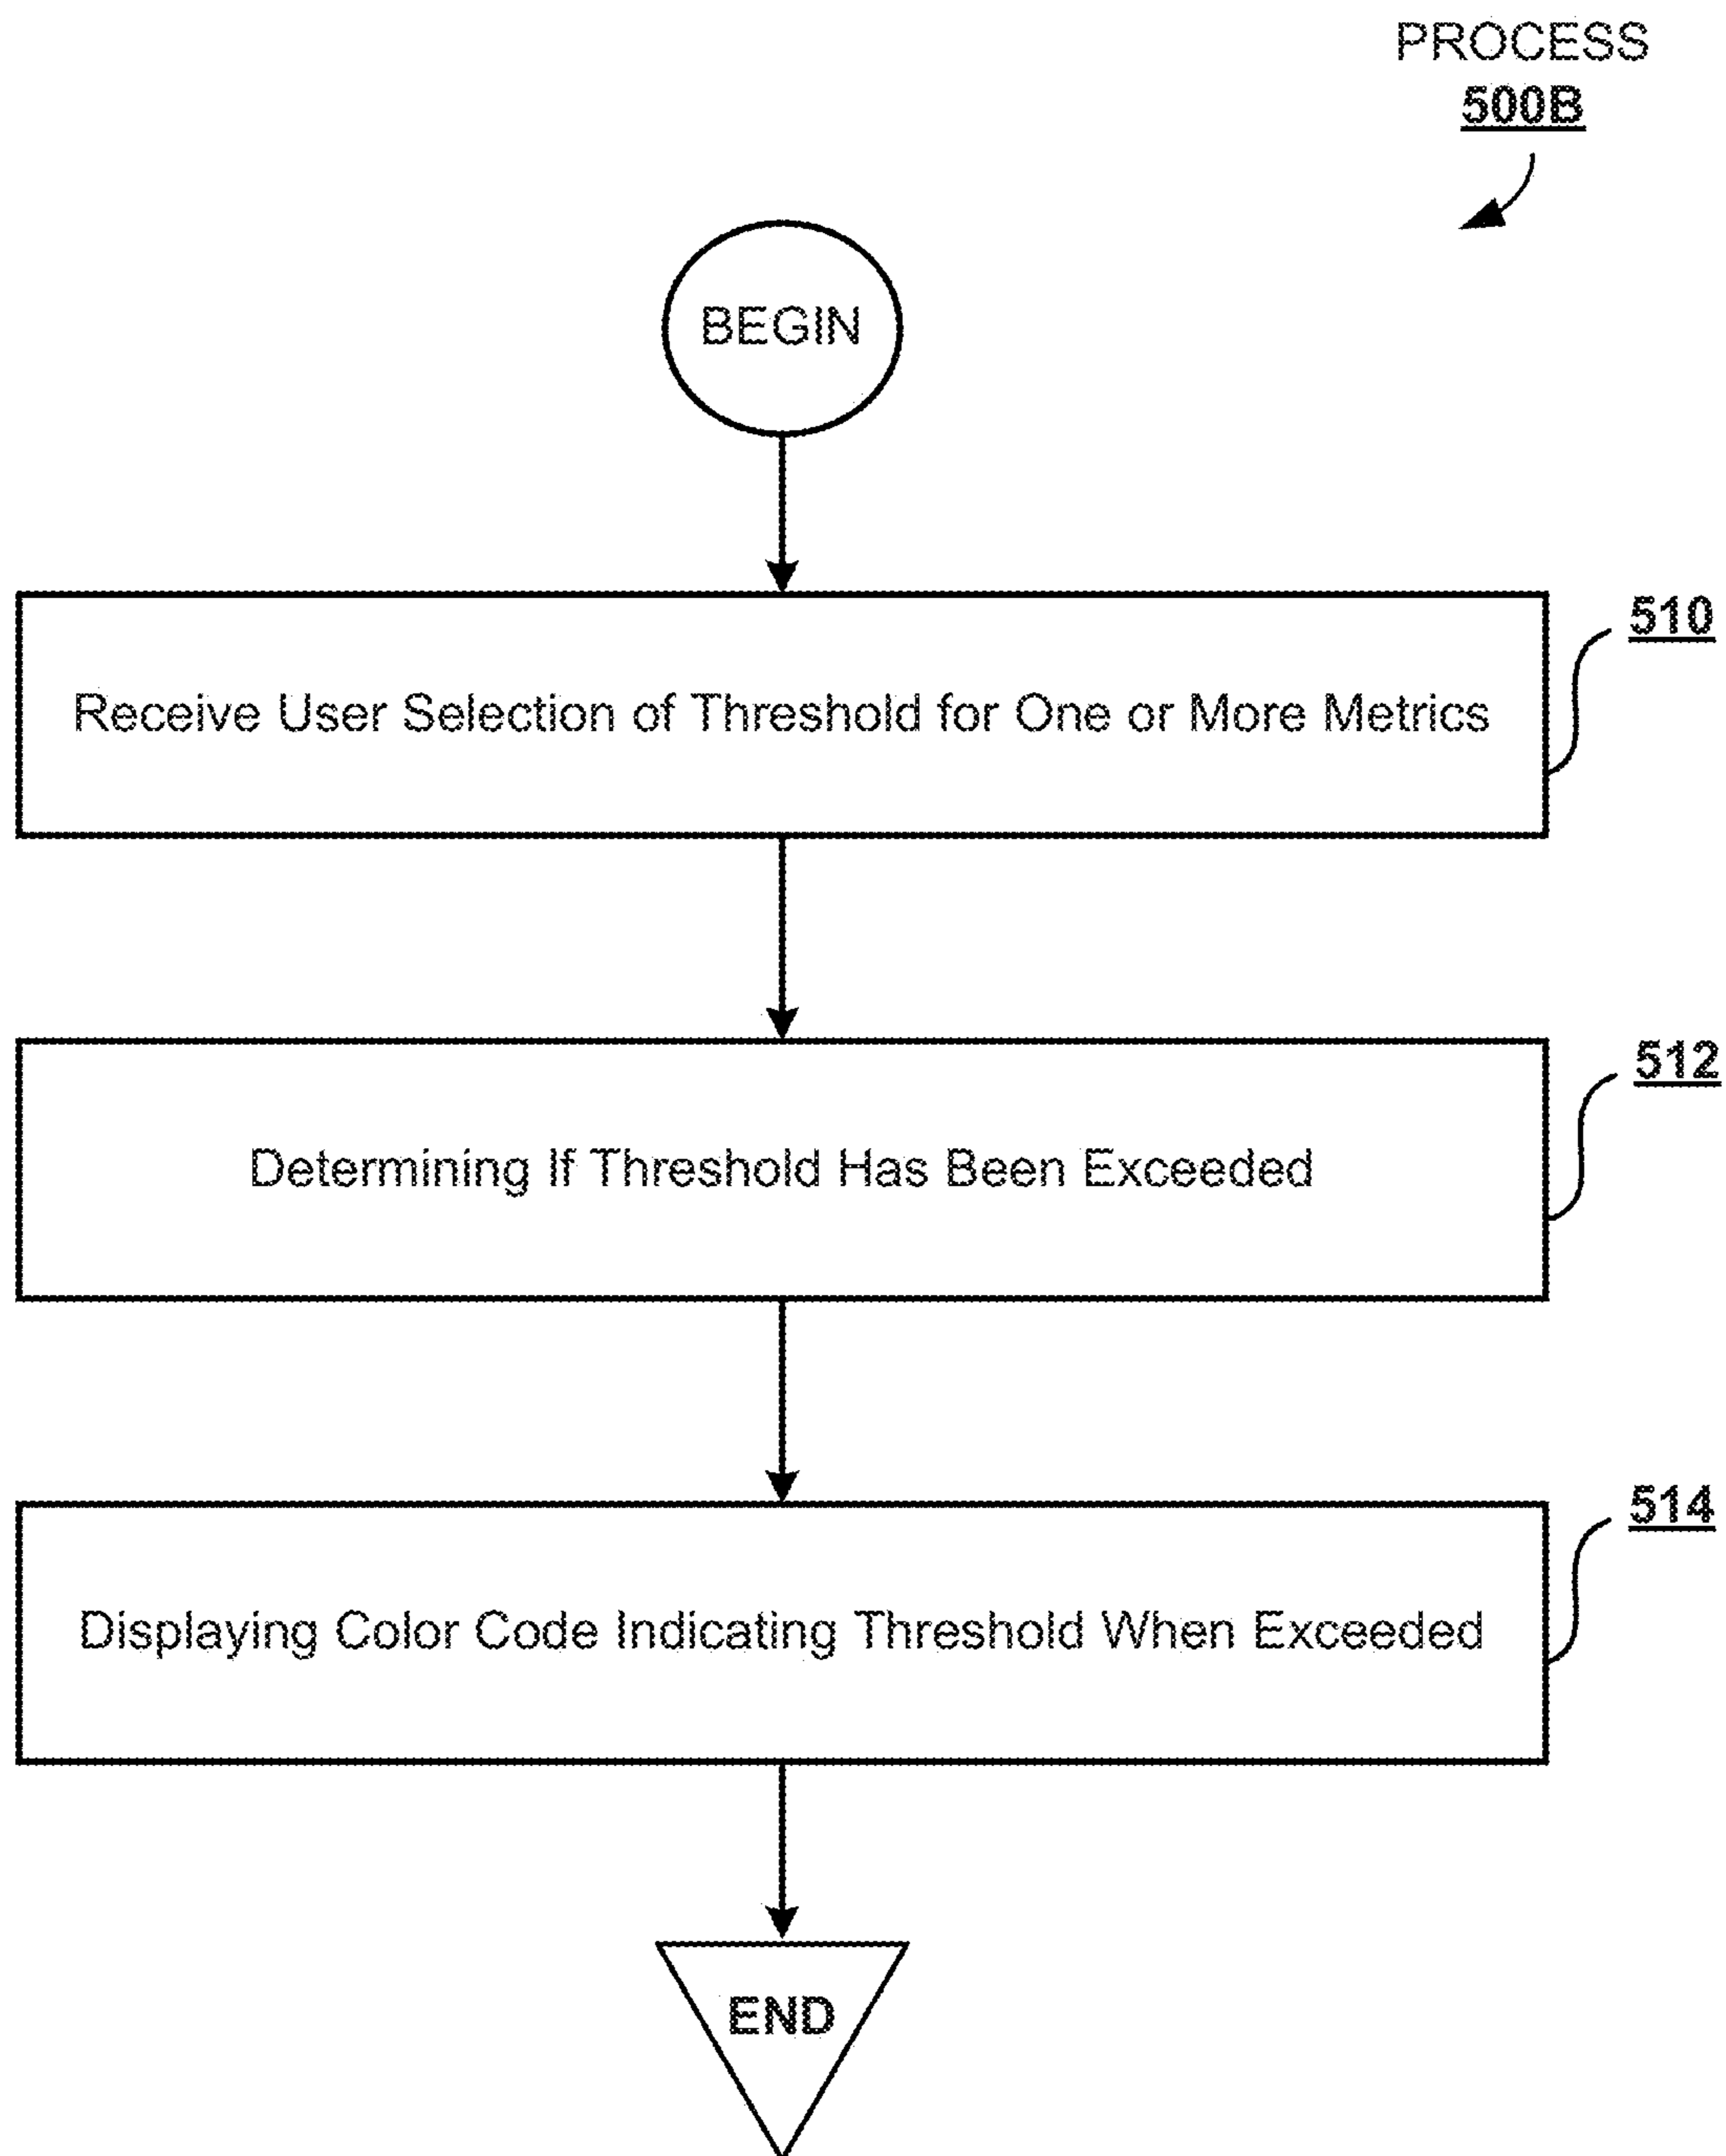 PROCESS
500B
BEGIN
510
Receive User Selection of Threshold for One or More Metrics
512
Determining If Threshold Has Been Exceeded
514
Displaying Color Code Indicating Threshold When Exceeded
END